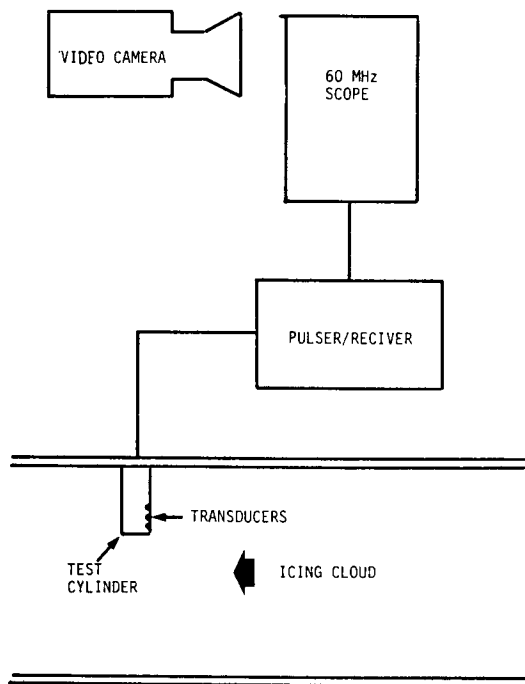 VIDEO CAMERA
60 MHz
SCOPE
PULSER/RECIVER
TRANSDUCERS
TEST
CYLINDER
ICING CLOUD